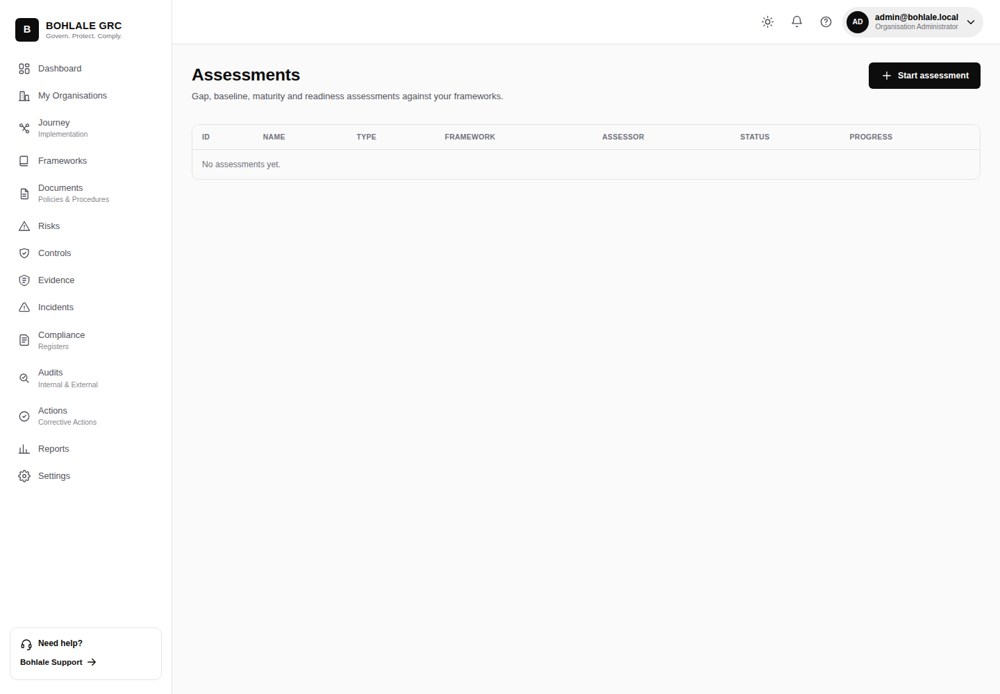 B
BOHLALE GRC
Govern. Protect. Comply.
Dashboard
My Organisations
Journey
Implementation
Frameworks
Documents
Policies & Procedures
Risks
Controls
Evidence
Incidents
Compliance
Registers
Audits
Internal & External
Actions
Corrective Actions
Reports
Settings
Need help?
Bohlale Support
AD
admin@bohlale.local
Organisation Administrator
Assessments
Gap, baseline, maturity and readiness assessments against your frameworks.
Start assessment
ID NAME TYPE FRAMEWORK ASSESSOR STATUS PROGRESS
No assessments yet.